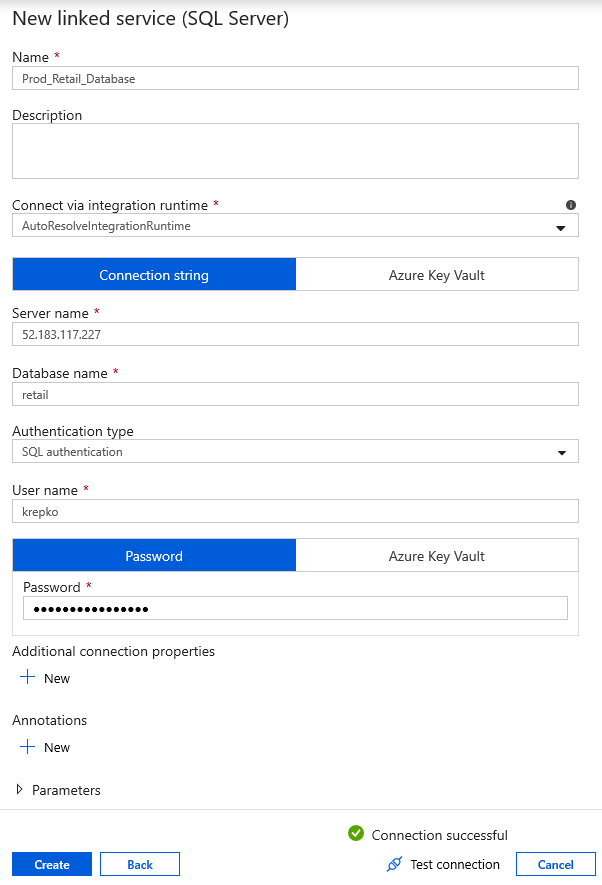 New linked service (SQL Server)
Name *
Prod_Retail_Database
Description
Connect via integration runtime *
AutoResolveIntegrationRuntime
Connection string Azure Key Vault
Server name *
52.183.117.227
Database name *
retail
Authentication type
SQL authentication
User name *
krepko
Password Azure Key Vault
Password *
••••••••••••••••
Additional connection properties
+ New
Annotations
+ New
Parameters
Connection successful
Create Back Test connection Cancel